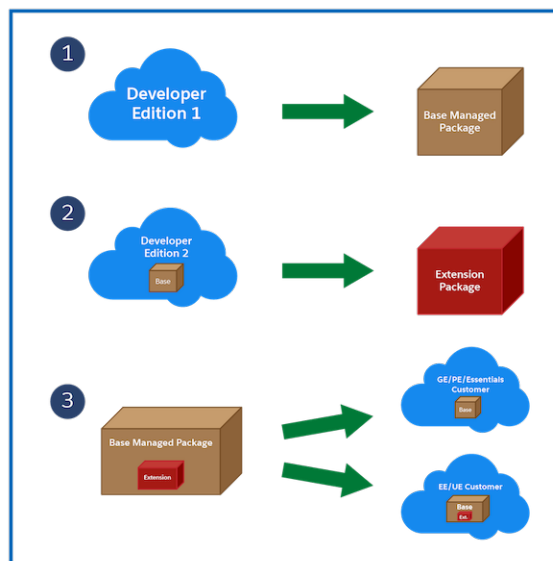 1
Developer
Edition 1
Base Managed
Package
2
Developer
Edition 2
Base
Extension
Package
3
Base Managed Package
Extension
GE/PE/Essentials
Customer
Base
EE/UE Customer
Base
Ext.